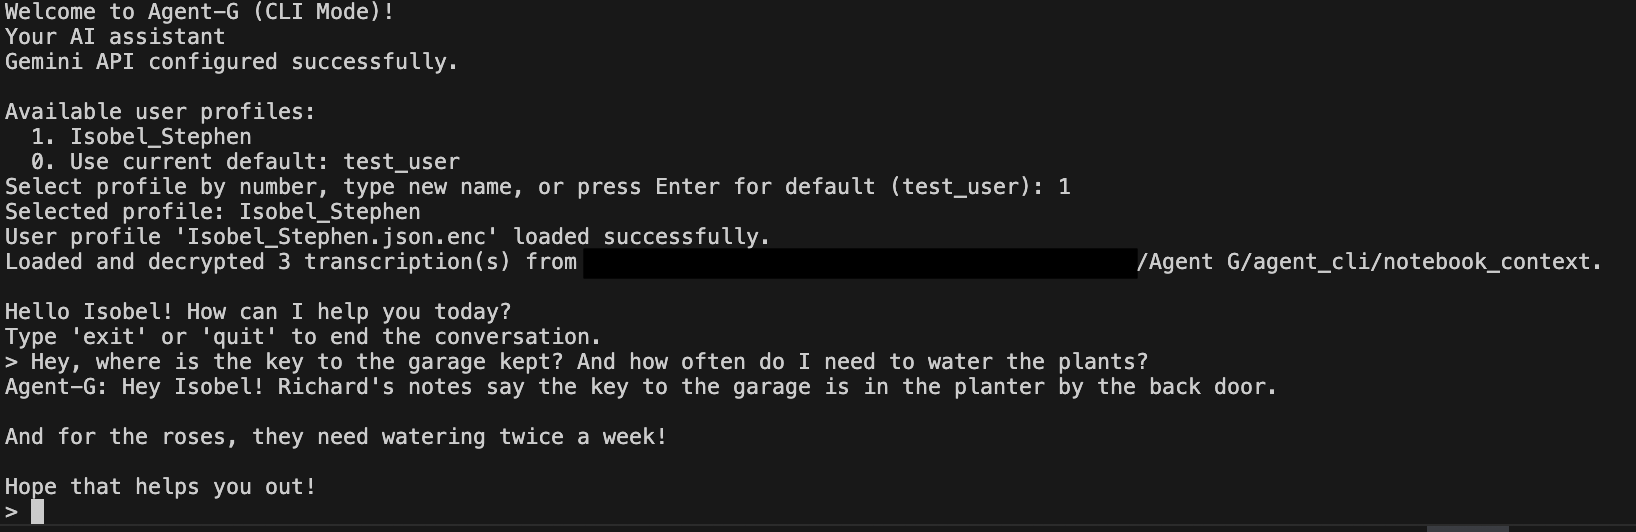 Welcome to Agent-G (CLI Mode)!
Your AI assistant
Gemini API configured successfully.
Available user profiles:
1. Isobel_Stephen
0. Use current default: test_user
Select profile by number, type new name, or press Enter for default (test_user): 1
Selected profile: Isobel_Stephen
User profile 'Isobel_Stephen.json.enc' loaded successfully.
Loaded and decrypted 3 transcription(s) from /Agent G/agent_cli/notebook_context.
Hello Isobel! How can I help you today?
Type 'exit' or 'quit' to end the conversation.
> Hey, where is the key to the garage kept? And how often do I need to water the plants?
Agent-G: Hey Isobel! Richard's notes say the key to the garage is in the planter by the back door.
And for the roses, they need watering twice a week!
Hope that helps you out!
>